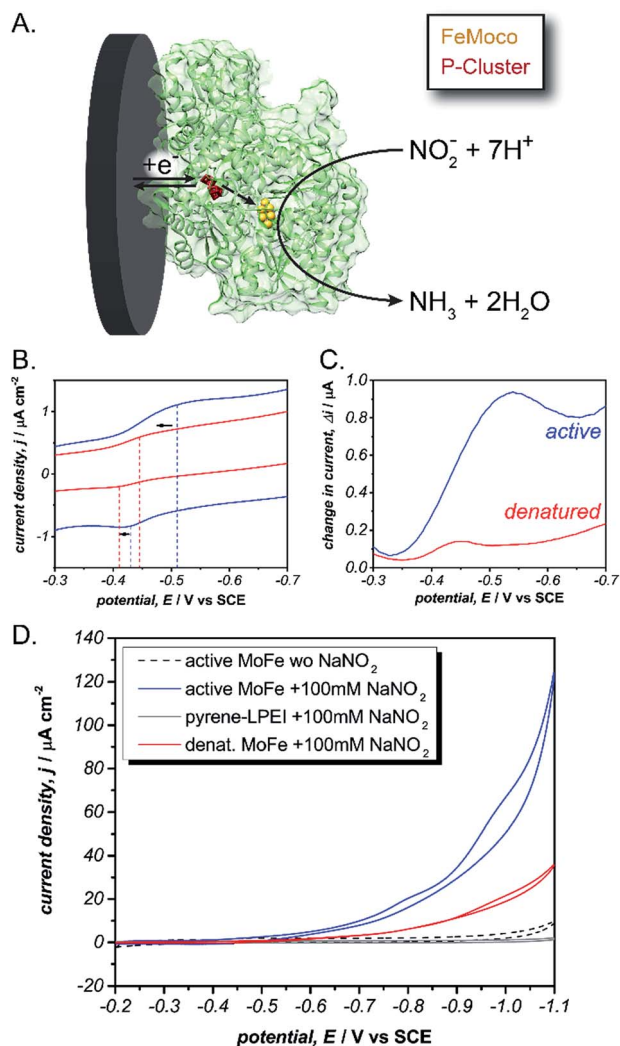 A.
FeMoco
P-Cluster
+e⁻
NO₂⁻ + 7H⁺
NH₃ + 2H₂O
B.
current density, j / μA cm⁻²
1
0
-1
-0.3 -0.4 -0.5 -0.6 -0.7
potential, E / V vs SCE
C.
change in current, Δi / μA
1.0
0.8
0.6
0.4
0.2
0.0
active
denatured
-0.3 -0.4 -0.5 -0.6 -0.7
potential, E / V vs SCE
D.
current density, j / μA cm⁻²
140
120
100
80
60
40
20
0
-20
active MoFe wo NaNO₂
active MoFe +100mM NaNO₂
pyrene-LPEI +100mM NaNO₂
denat. MoFe +100mM NaNO₂
-0.2 -0.3 -0.4 -0.5 -0.6 -0.7 -0.8 -0.9 -1.0 -1.1
potential, E / V vs SCE